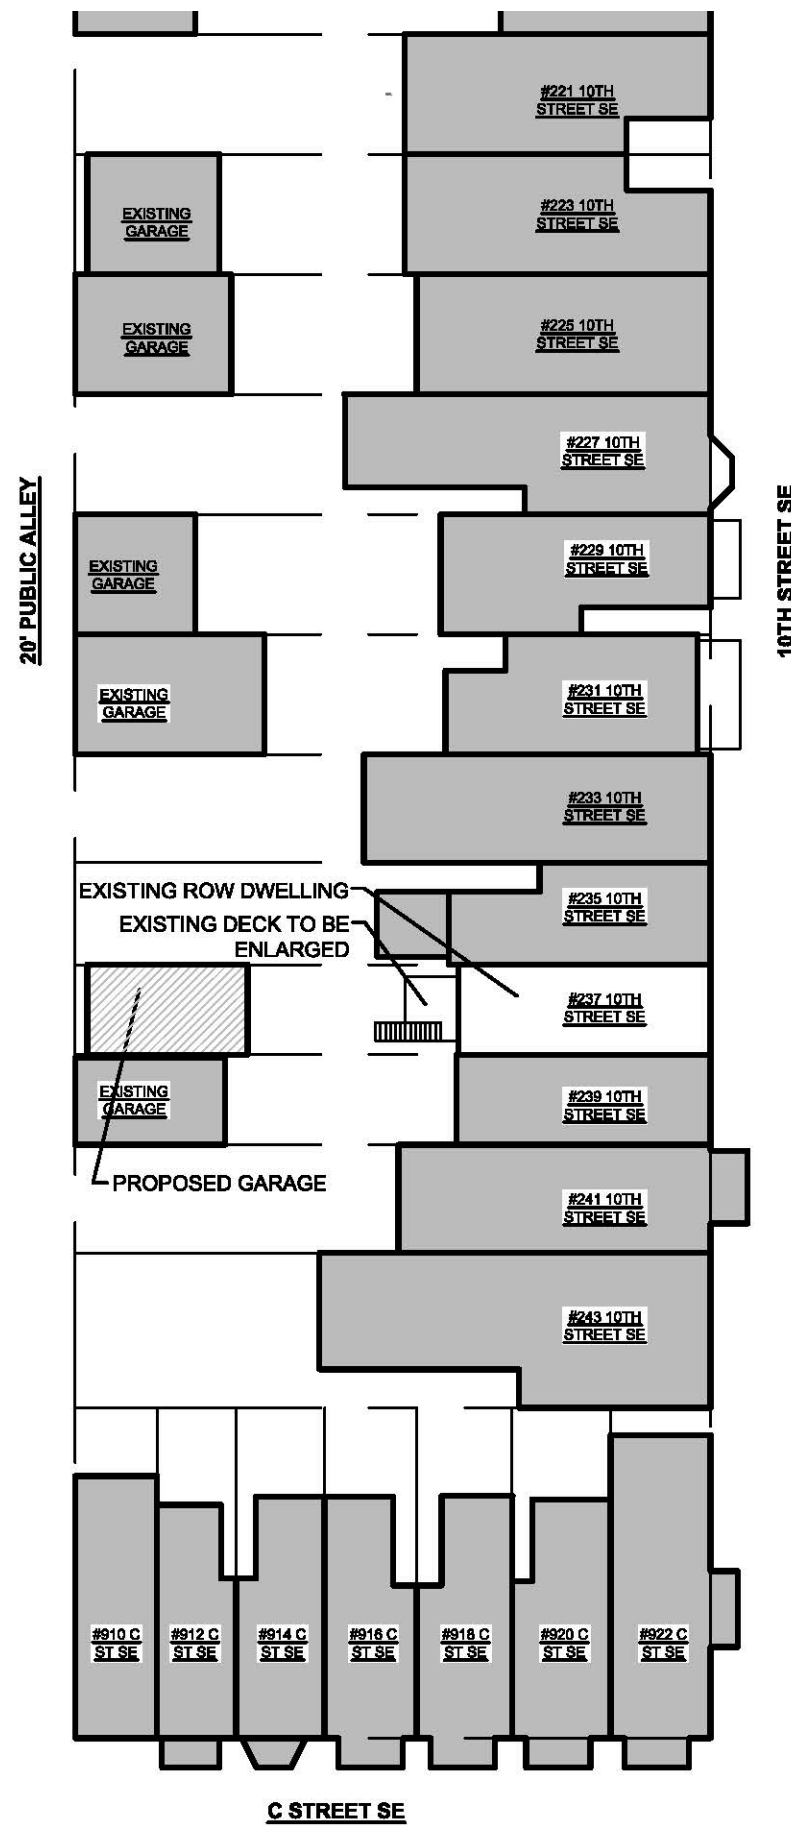 #221 10TH
STREET SE
EXISTING
GARAGE
#223 10TH
STREET SE
EXISTING
GARAGE
#225 10TH
STREET SE
#227 10TH
STREET SE
20' PUBLIC ALLEY
10TH STREET SE
EXISTING
GARAGE
#229 10TH
STREET SE
EXISTING
GARAGE
#231 10TH
STREET SE
#233 10TH
STREET SE
EXISTING ROW DWELLING
#235 10TH
STREET SE
EXISTING DECK TO BE
ENLARGED
#237 10TH
STREET SE
EXISTING
GARAGE
#239 10TH
STREET SE
PROPOSED GARAGE
#241 10TH
STREET SE
#243 10TH
STREET SE
#910 C
ST SE
#912 C
ST SE
#914 C
ST SE
#916 C
ST SE
#918 C
ST SE
#920 C
ST SE
#922 C
ST SE
C STREET SE